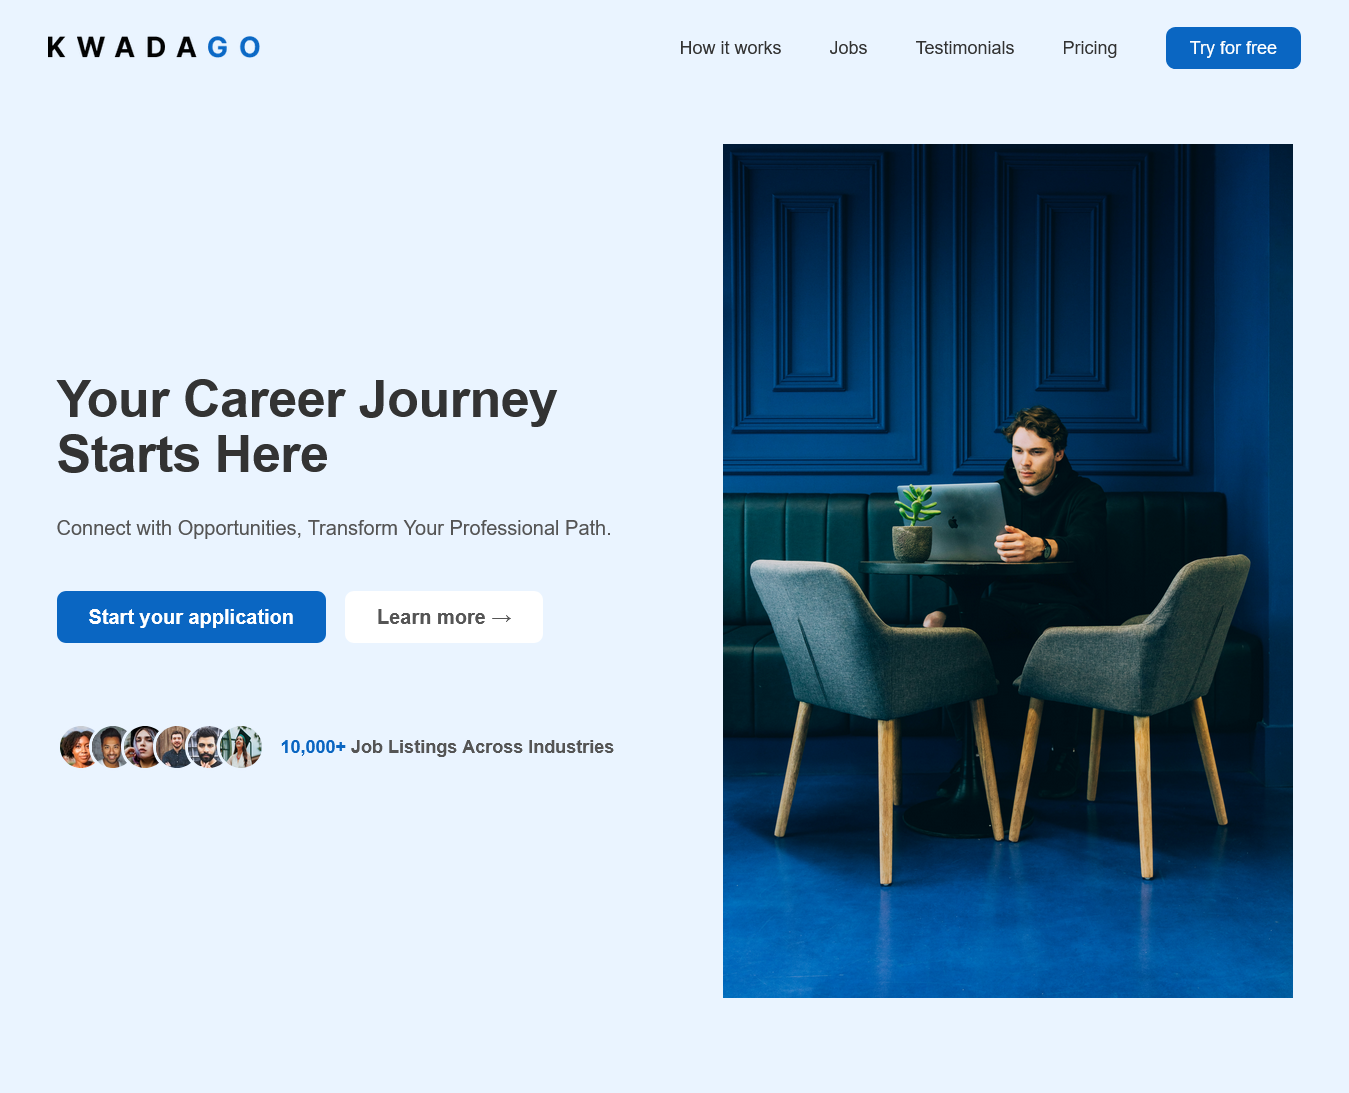 KWADAGO
How it works
Jobs
Testimonials
Pricing
Try for free
Your Career Journey
Starts Here
Connect with Opportunities, Transform Your Professional Path.
Start your application
Learn more →
10,000+ Job Listings Across Industries